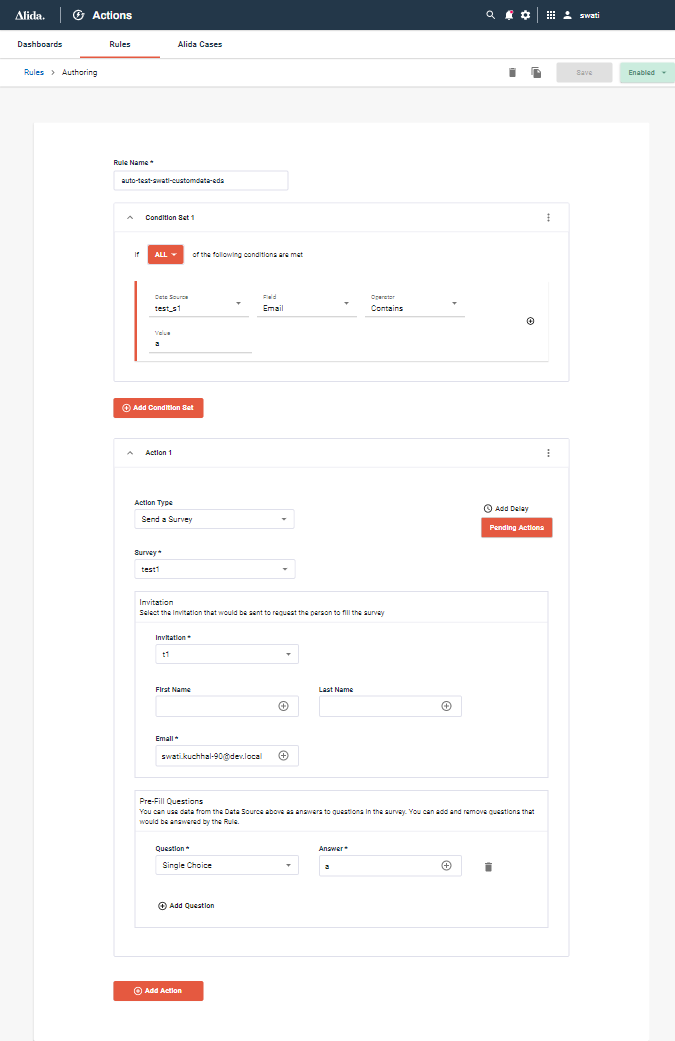 Alida. Actions swati
Dashboards Rules Alida Cases
Rules > Authoring Save Enabled
Rule Name *
auto-test-swati-customdata-eds
Condition Set 1
If ALL of the following conditions are met
Data Source Field Operator
test_s1 Email Contains
Value
a
Add Condition Set
Action 1
Action Type
Add Delay
Send a Survey
Pending Actions
Survey *
test1
Invitation
Select the Invitation that would be sent to request the person to fill the survey
Invitation *
t1
First Name Last Name
Email *
swati.kuchhal-90@dev.local
Pre-Fill Questions
You can use data from the Data Source above as answers to questions in the survey. You can add and remove questions that
would be answered by the Rule.
Question * Answer *
Single Choice a
Add Question
Add Action